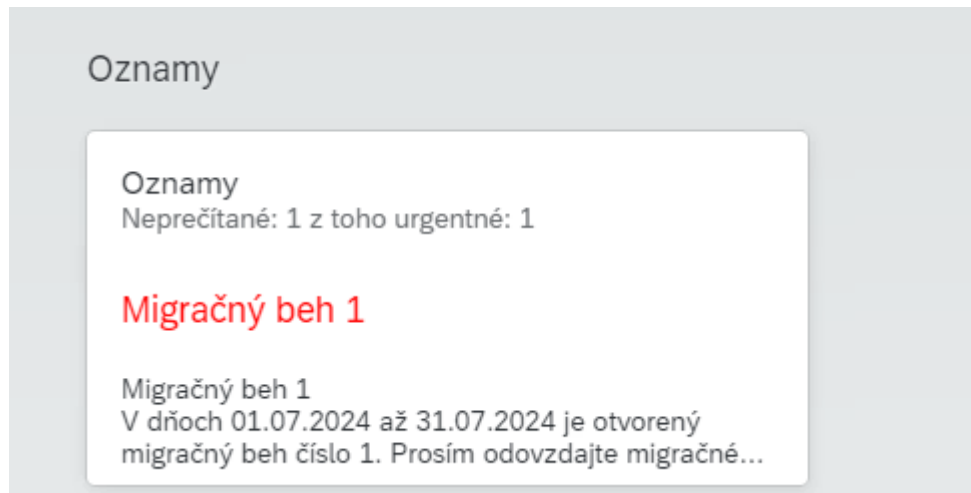 Oznamy
Oznamy
Neprečítané: 1 z toho urgentné: 1
Migračný beh 1
Migračný beh 1
V dňoch 01.07.2024 až 31.07.2024 je otvorený
migračný beh číslo 1. Prosím odovzdajte migračné...